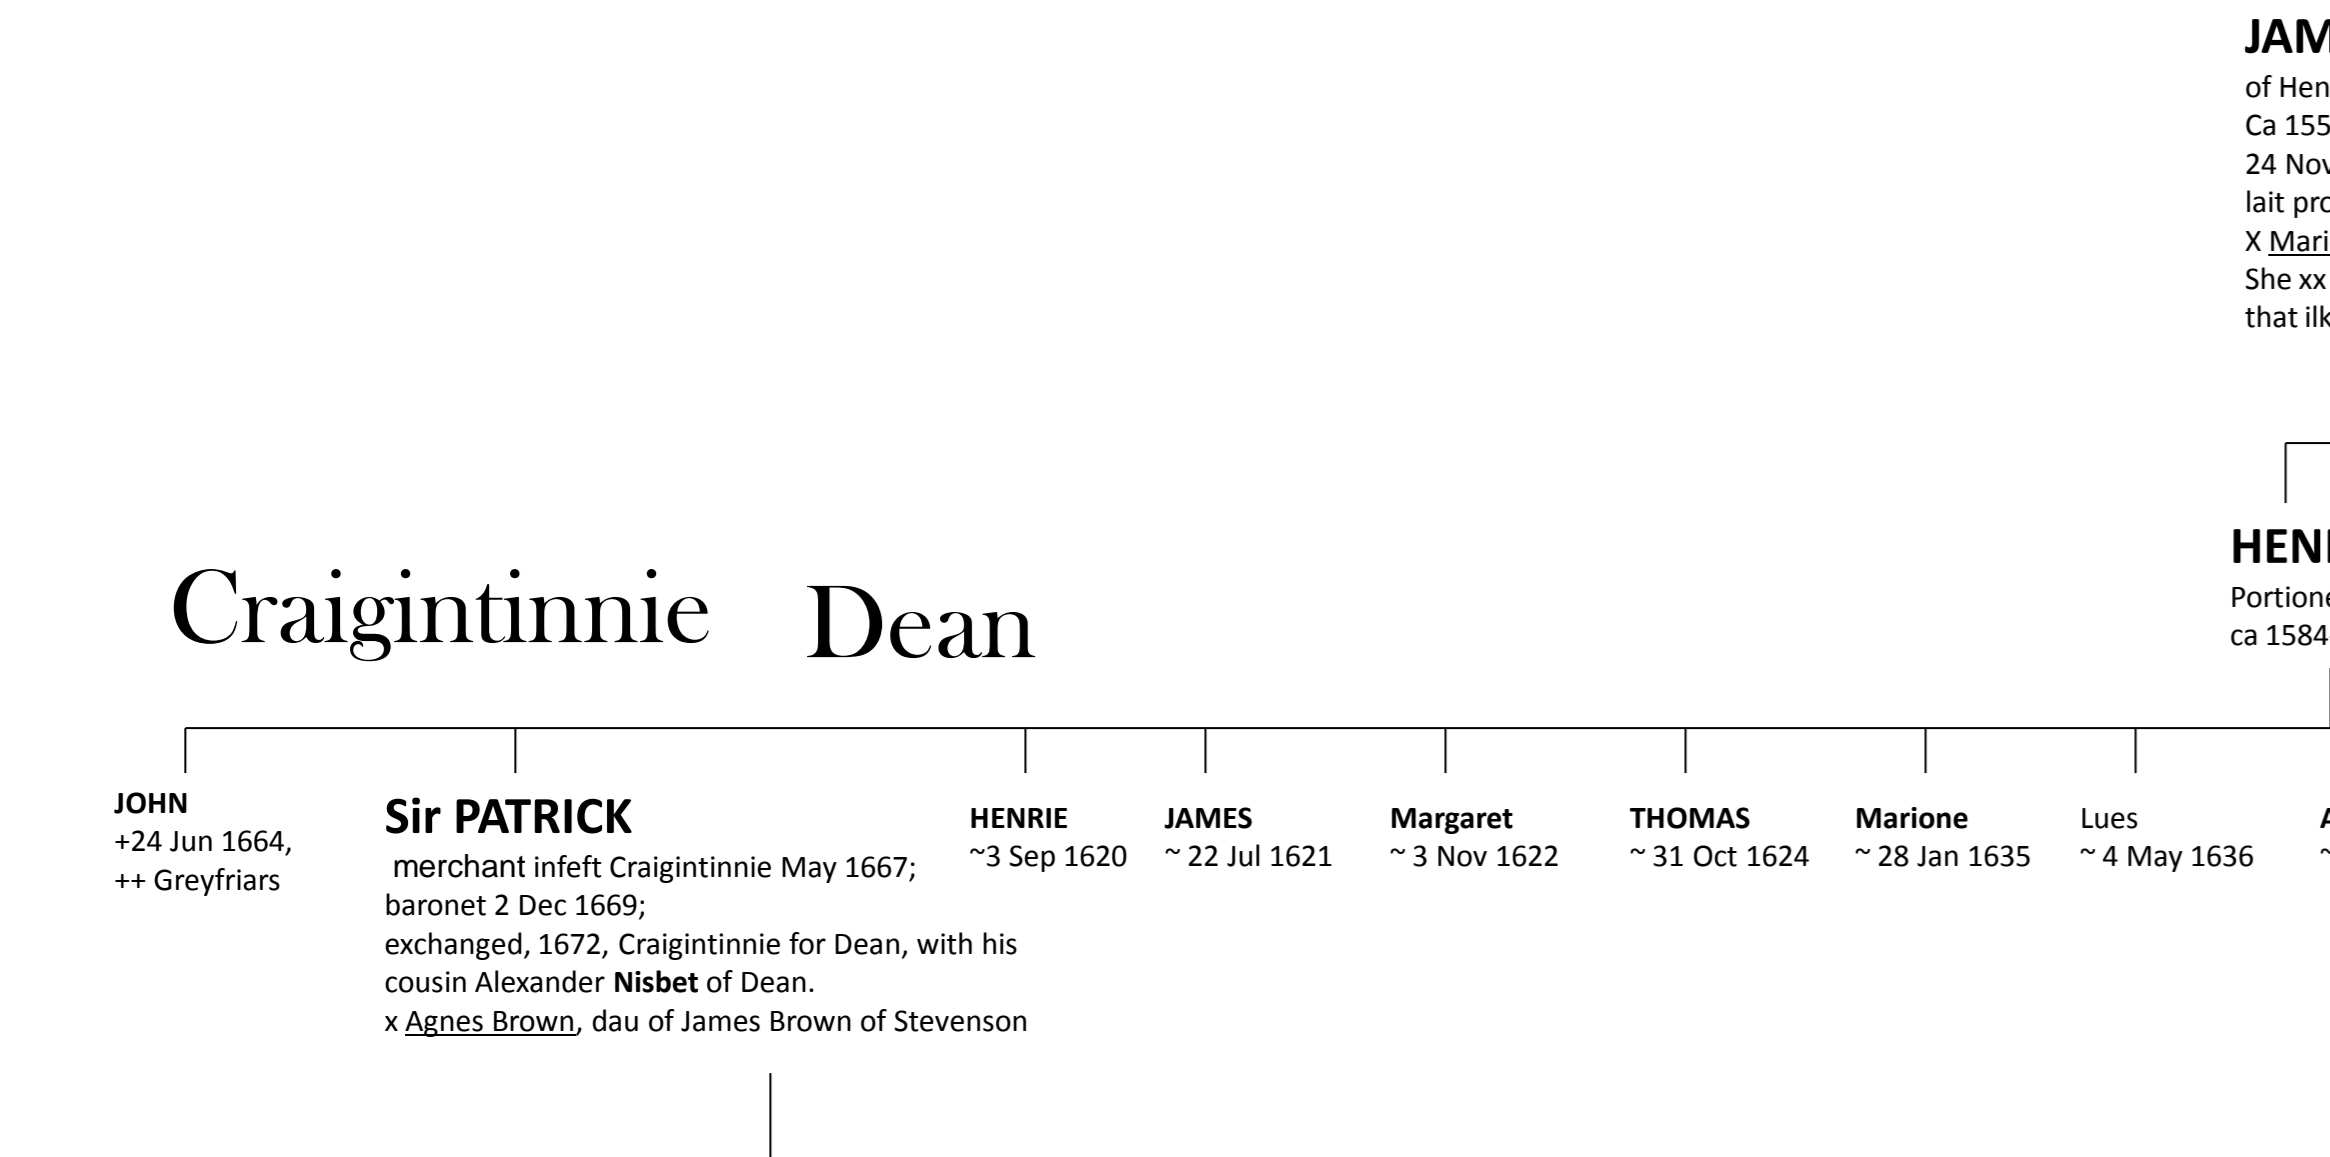 JAM
of Hen
Ca 155
24 Nov
lait pro
X Mari
She xx
that ilk
HEN
Portione
ca 1584
Craigintinnie
Dean
JOHN
+24 Jun 1664,
++ Greyfriars
Sir PATRICK
merchant infeft Craigintinnie May 1667;
baronet 2 Dec 1669;
exchanged, 1672, Craigintinnie for Dean, with his
cousin Alexander Nisbet of Dean.
x Agnes Brown, dau of James Brown of Stevenson
HENRIE
~3 Sep 1620
JAMES
~ 22 Jul 1621
Margaret
~ 3 Nov 1622
THOMAS
~ 31 Oct 1624
Marione
~ 28 Jan 1635
Lues
~ 4 May 1636
~